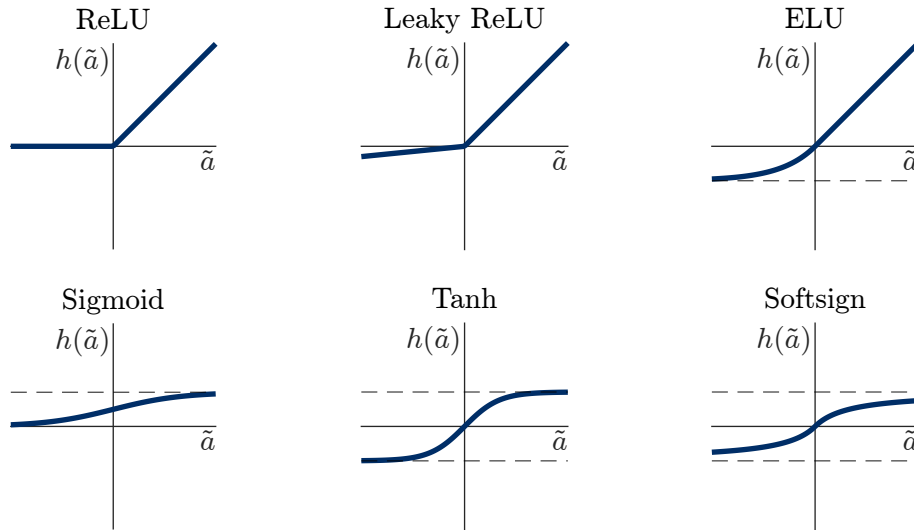 ReLU
Leaky ReLU
ELU
h(ã)
h(ã)
h(ã)
ã
ã
ã
Sigmoid
Tanh
Softsign
h(ã)
h(ã)
h(ã)
ã
ã
ã